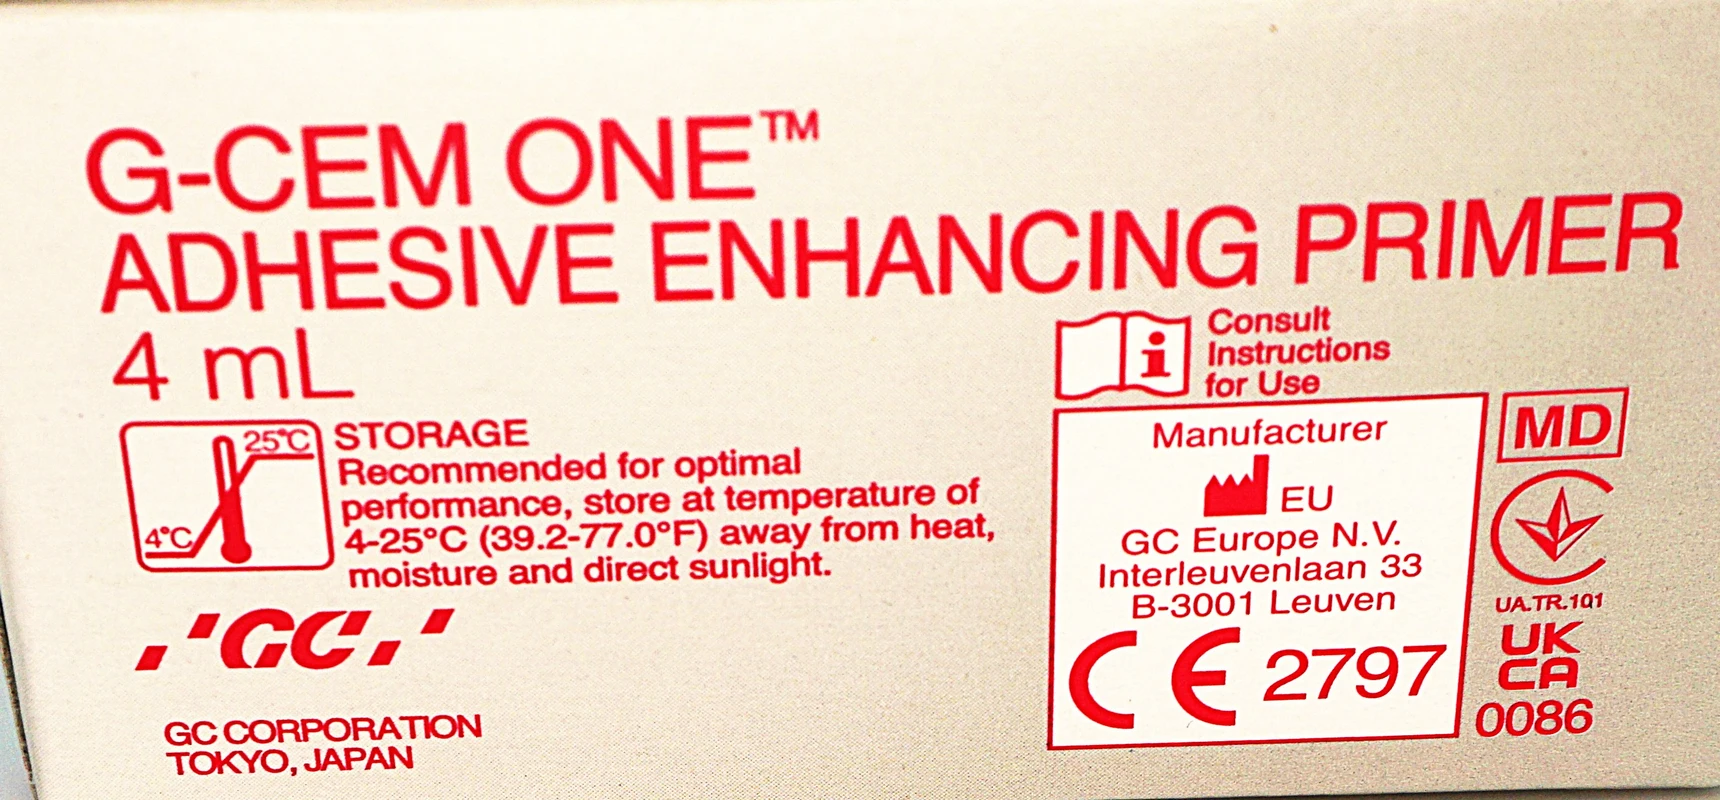 G-CEM ONE™
ADHESIVE ENHANCING PRIMER
4 mL
25°C
4°C
STORAGE
Recommended for optimal
performance, store at temperature of
4-25°C (39.2-77.0°F) away from heat,
moisture and direct sunlight.
GC
GC CORPORATION
TOKYO, JAPAN
i
Consult
Instructions
for Use
Manufacturer
EU
GC Europe N.V.
Interleuvenlaan 33
B-3001 Leuven
CE 2797
MD
UA.TR.101
UK
CA
0086